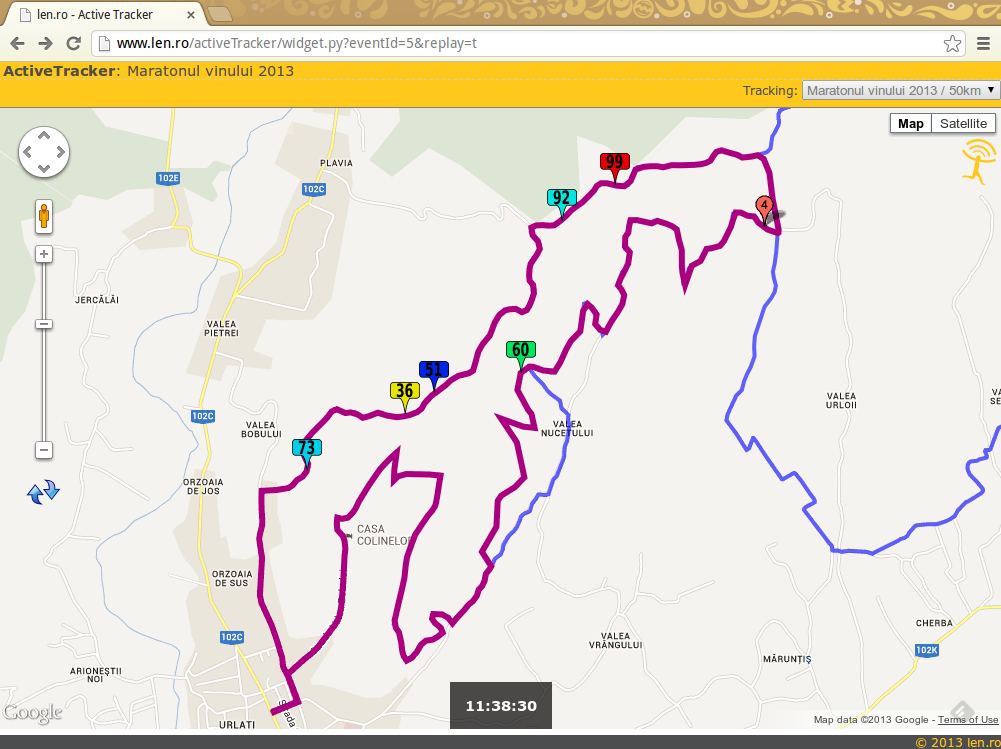 len.ro - Active Tracker
www.len.ro/activeTracker/widget.py?eventId=5&replay=t
ActiveTracker: Maratonul vinului 2013
Tracking: Maratonul vinului 2013 / 50km
Map Satellite
PLAVIA
99
102E
102C
92
4
JERCĂLĂI
VALEA
PIETREI
60
51
36
VALEA
URLOII
VA
SE
102C
VALEA
BOBULUI
VALEA
NUCETULUI
73
ORZOAIA
DE JOS
CASA
COLINELOR
ORZOAIA
DE SUS
CHERBA
102C
VALEA
VRÂNGULUI
102K
MĂRUNȚIȘ
ARIONEȘTII
NOI
Strada
11:38:30
Google
URLATI
Map data ©2013 Google - Terms of Use
© 2013 len.ro